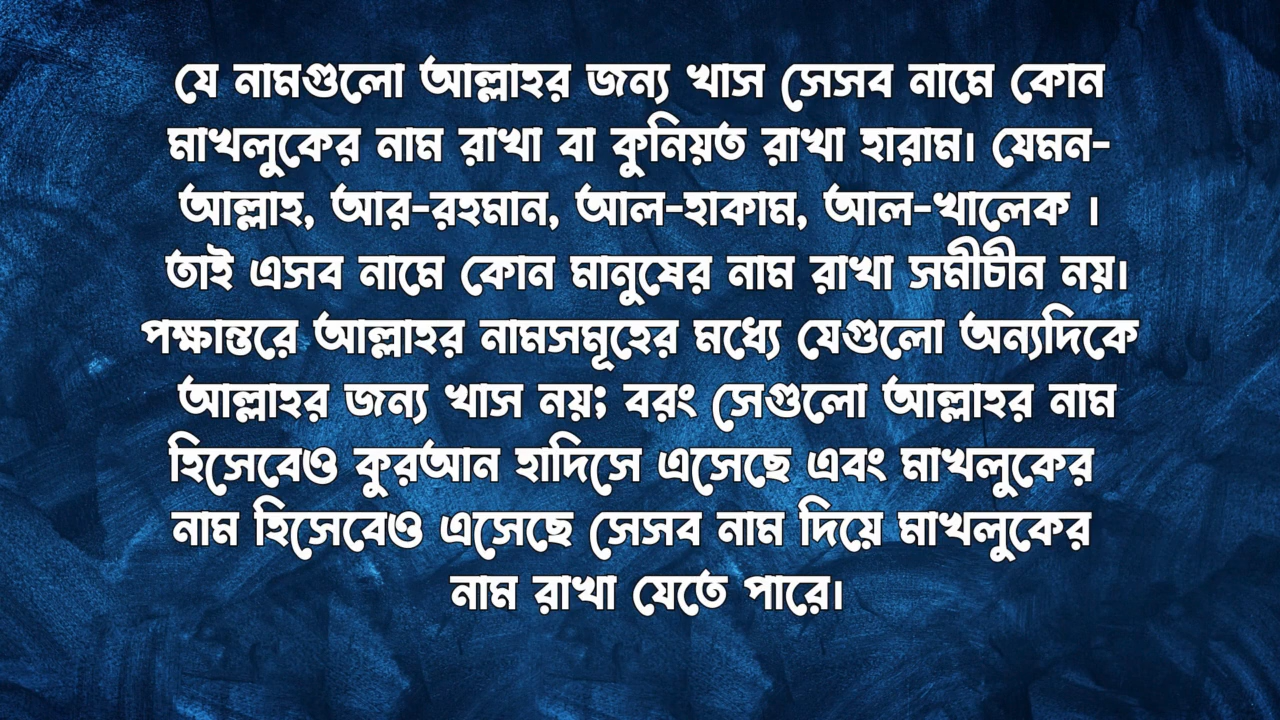 যে নামগুলো আল্লাহর জন্য খাস সেসব নামে কোন
মাখলুকের নাম রাখা বা কুনিয়ত রাখা হারাম। যেমন-
আল্লাহ, আর-রহমান, আল-হাকাম, আল-খালেক ।
তাই এসব নামে কোন মানুষের নাম রাখা সমীচীন নয়।
পক্ষান্তরে আল্লাহর নামসমূহের মধ্যে যেগুলো অন্যদিকে
আল্লাহর জন্য খাস নয়; বরং সেগুলো আল্লাহর নাম
হিসেবেও কুরআন হাদিসে এসেছে এবং মাখলুকের
নাম হিসেবেও এসেছে সেসব নাম দিয়ে মাখলুকের
নাম রাখা যেতে পারে।